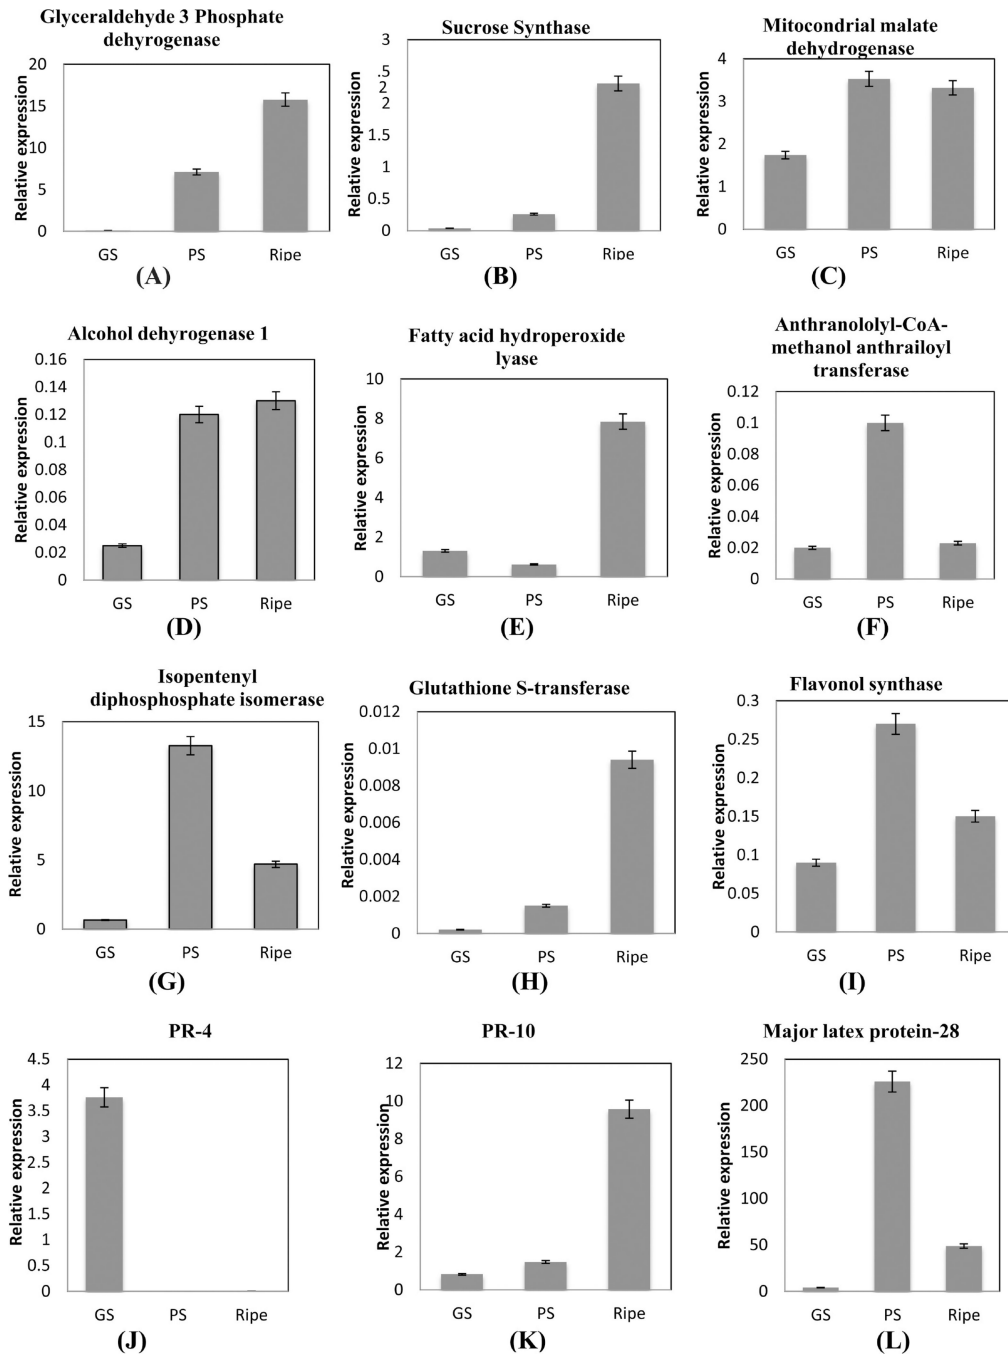 Glyceraldehyde 3 Phosphate
dehyrogenase
Relative expression
20
15
10
5
0
GS PS Ripe
(A)
Sucrose Synthase
Relative expression
3
2.5
2
1.5
1
0.5
0
GS PS Ripe
(B)
Mitocondrial malate
dehydrogenase
Relative expression
4
3
2
1
0
GS PS Ripe
(C)
Alcohol dehyrogenase 1
Relative expression
0.16
0.14
0.12
0.1
0.08
0.06
0.04
0.02
0
GS PS Ripe
(D)
Fatty acid hydroperoxide
lyase
Relative expression
10
8
6
4
2
0
GS PS Ripe
(E)
Anthranololyl-CoA-
methanol anthrailoyl
transferase
Relative expression
0.12
0.1
0.08
0.06
0.04
0.02
0
GS PS Ripe
(F)
Isopentenyl
diphosphosphate isomerase
Relative expression
15
10
5
0
GS PS Ripe
(G)
Glutathione S-transferase
Relative expression
0.012
0.01
0.008
0.006
0.004
0.002
0
GS PS Ripe
(H)
Flavonol synthase
Relative expression
0.3
0.25
0.2
0.15
0.1
0.05
0
GS PS Ripe
(I)
PR-4
Relative expression
4.5
4
3.5
3
2.5
2
1.5
1
0.5
0
GS PS Ripe
(J)
PR-10
Relative expression
12
10
8
6
4
2
0
GS PS Ripe
(K)
Major latex protein-28
Relative expression
250
200
150
100
50
0
GS PS Ripe
(L)